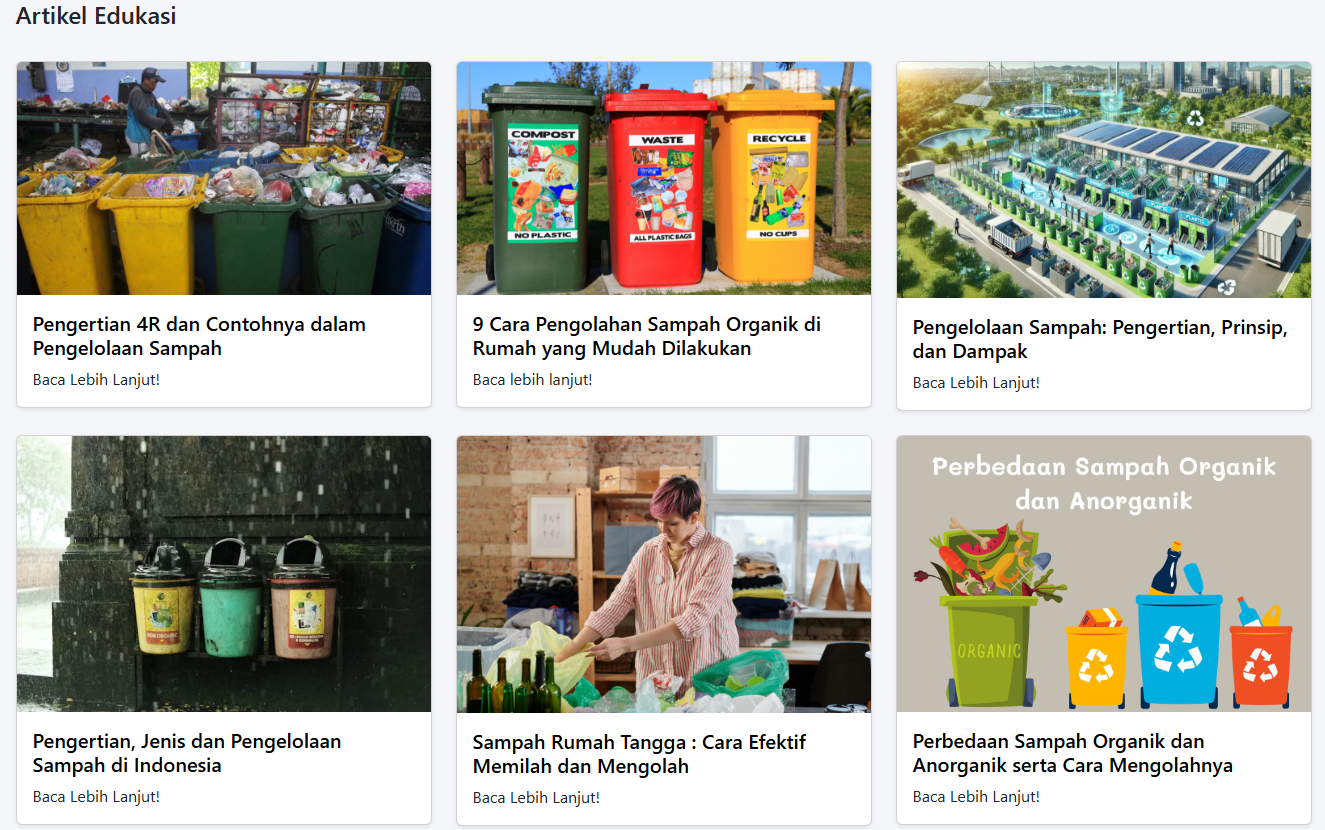 Artikel Edukasi
COMPOST
NO PLASTIC
WASTE
ALL PLASTIC BAGS
RECYCLE
NO CUPS
Pengertian 4R dan Contohnya dalam
Pengelolaan Sampah
Baca Lebih Lanjut!
9 Cara Pengolahan Sampah Organik di
Rumah yang Mudah Dilakukan
Baca lebih lanjut!
Pengelolaan Sampah: Pengertian, Prinsip,
dan Dampak
Baca Lebih Lanjut!
Perbedaan Sampah Organik
dan Anorganik
ORGANIC
Pengertian, Jenis dan Pengelolaan
Sampah di Indonesia
Baca Lebih Lanjut!
Sampah Rumah Tangga : Cara Efektif
Memilah dan Mengolah
Baca Lebih Lanjut!
Perbedaan Sampah Organik dan
Anorganik serta Cara Mengolahnya
Baca Lebih Lanjut!